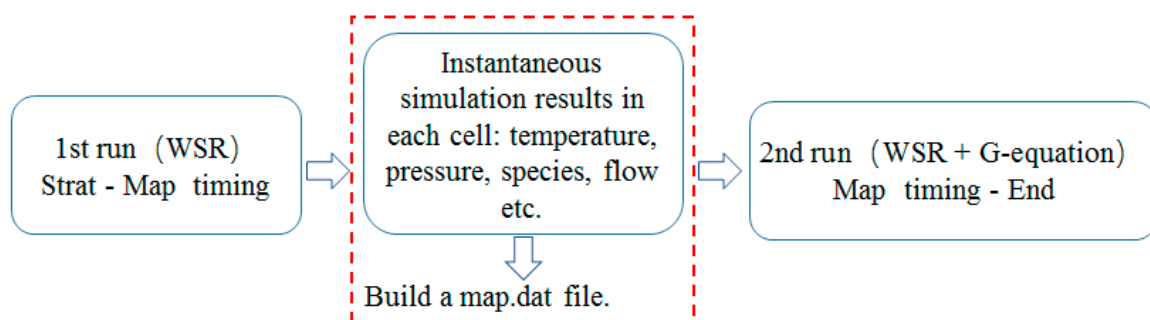 1st run（WSR）
Strat - Map timing
Instantaneous
simulation results in
each cell: temperature,
pressure, species, flow
etc.
Build a map.dat file.
2nd run（WSR + G-equation）
Map timing - End